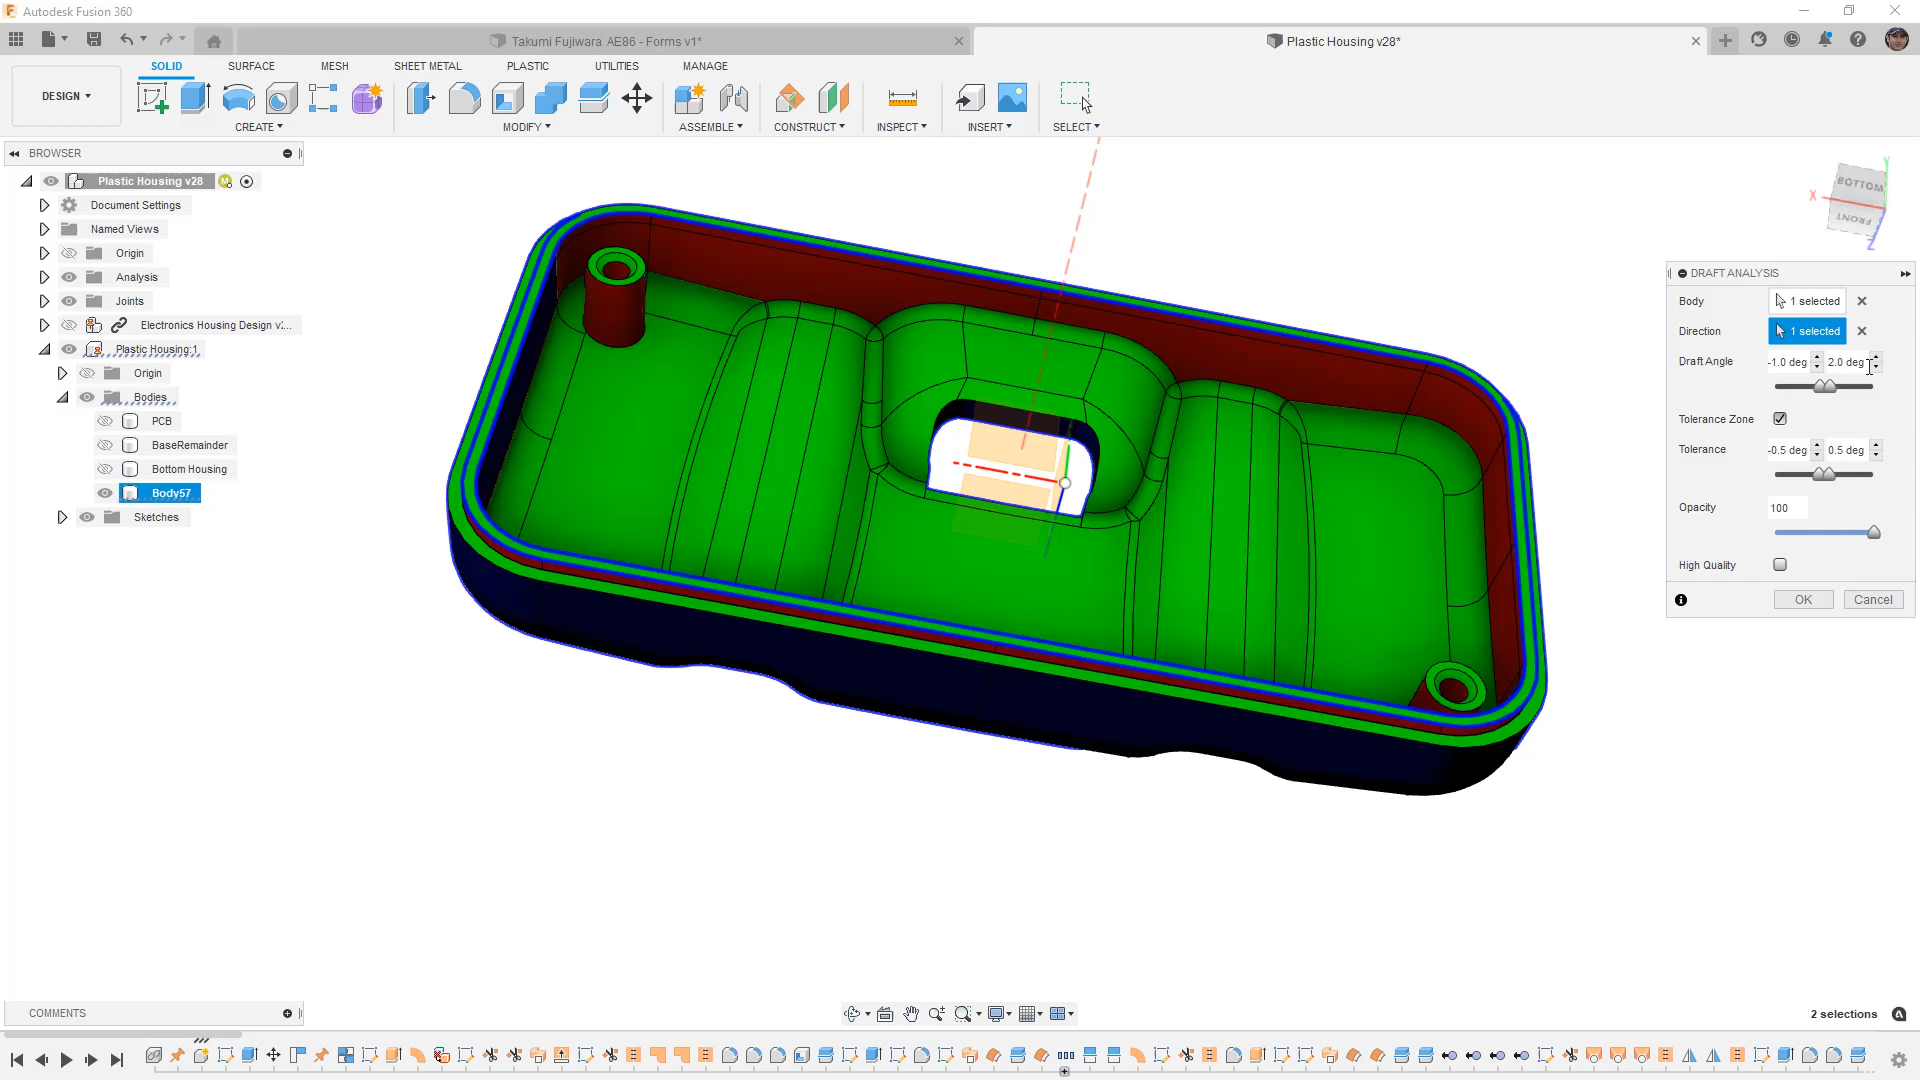 Autodesk Fusion 360
Takumi Fujiwara AE86 - Forms v1*
Plastic Housing v28*
SOLID SURFACE MESH SHEET METAL PLASTIC UTILITIES MANAGE
DESIGN
CREATE MODIFY ASSEMBLE CONSTRUCT INSPECT INSERT SELECT
BROWSER
Plastic Housing v28
Document Settings
Named Views
Origin
Analysis
Joints
Electronics Housing Design v...
Plastic Housing:1
Origin
Bodies
PCB
BaseRemainder
Bottom Housing
Body57
Sketches
Y
X
BOTTOM
FRONT
Z
DRAFT ANALYSIS
Body 1 selected
Direction 1 selected
Draft Angle -1.0 deg 2.0 deg
Tolerance Zone
Tolerance -0.5 deg 0.5 deg
Opacity 100
High Quality
OK Cancel
COMMENTS
2 selections